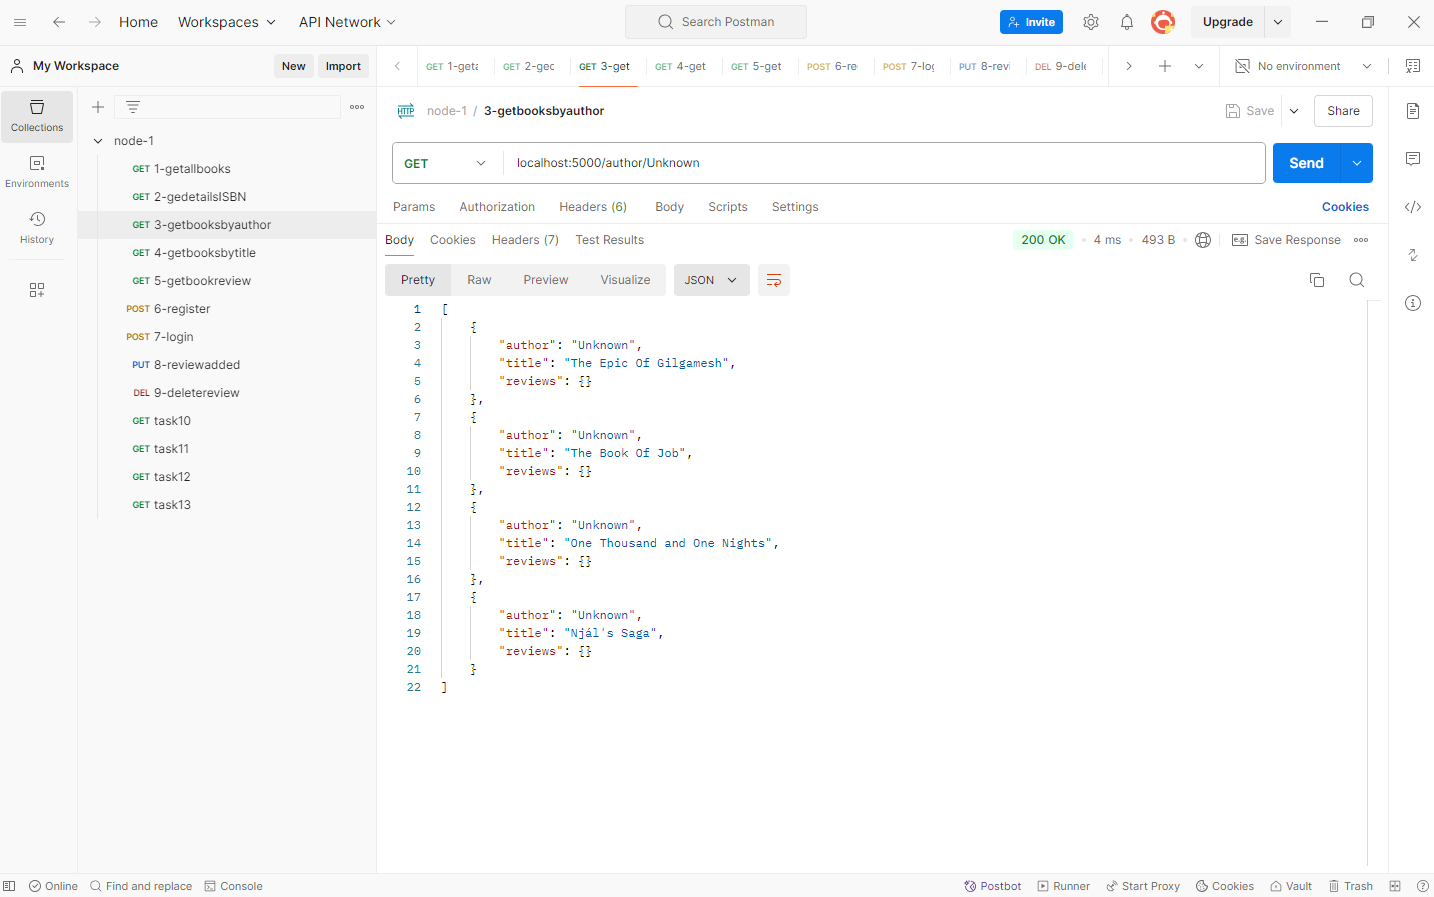 Home Workspaces API Network Search Postman Invite Upgrade
My Workspace New Import
GET 1-geta GET 2-gec GET 3-get GET 4-get GET 5-get POST 6-re POST 7-log PUT 8-revi DEL 9-dele No environment
Collections
Environments
History
node-1
GET 1-getallbooks
GET 2-gedetailsISBN
GET 3-getbooksbyauthor
GET 4-getbooksbytitle
GET 5-getbookreview
POST 6-register
POST 7-login
PUT 8-reviewadded
DEL 9-deletereview
GET task10
GET task11
GET task12
GET task13
HTTP node-1 / 3-getbooksbyauthor Save Share
GET localhost:5000/author/Unknown Send
Params Authorization Headers (6) Body Scripts Settings Cookies
Body Cookies Headers (7) Test Results 200 OK 4 ms 493 B e.g. Save Response
Pretty Raw Preview Visualize JSON
1 [
2 {
3 "author": "Unknown",
4 "title": "The Epic Of Gilgamesh",
5 "reviews": {}
6 },
7 {
8 "author": "Unknown",
9 "title": "The Book Of Job",
10 "reviews": {}
11 },
12 {
13 "author": "Unknown",
14 "title": "One Thousand and One Nights",
15 "reviews": {}
16 },
17 {
18 "author": "Unknown",
19 "title": "Njál's Saga",
20 "reviews": {}
21 }
22 ]
Online Find and replace Console Postbot Runner Start Proxy Cookies Vault Trash